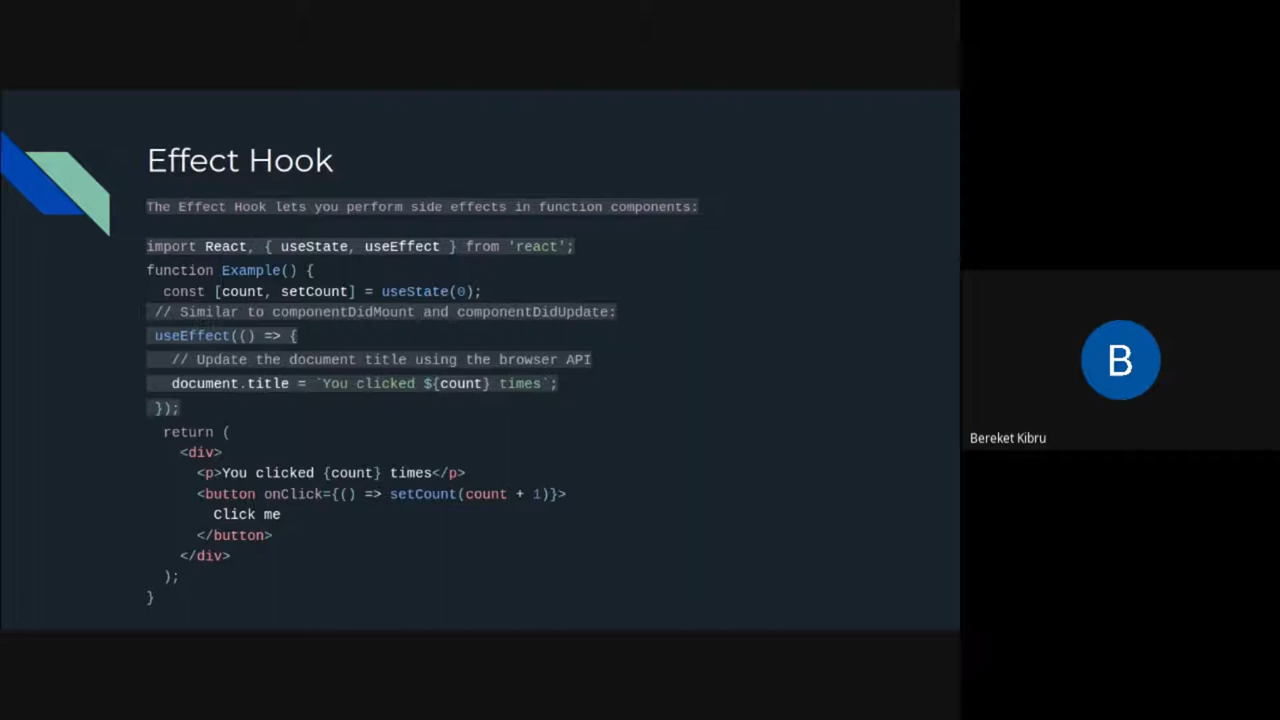 Effect Hook
The Effect Hook lets you perform side effects in function components:
import React, { useState, useEffect } from 'react';
function Example() {
  const [count, setCount] = useState(0);
 // Similar to componentDidMount and componentDidUpdate:
 useEffect(() => {
   // Update the document title using the browser API
   document.title = `You clicked ${count} times`;
 });
  return (
    <div>
      <p>You clicked {count} times</p>
      <button onClick={() => setCount(count + 1)}>
        Click me
      </button>
    </div>
  );
}
B
Bereket Kibru